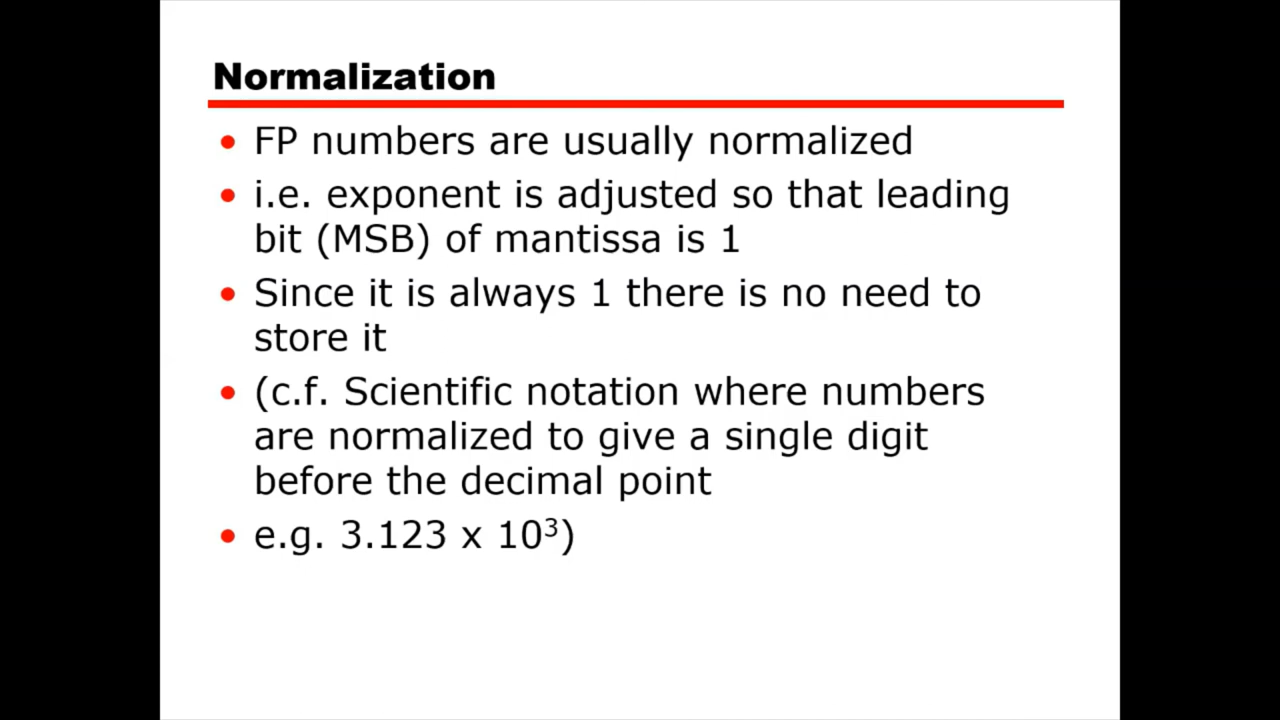 Normalization
• FP numbers are usually normalized
• i.e. exponent is adjusted so that leading
bit (MSB) of mantissa is 1
• Since it is always 1 there is no need to
store it
• (c.f. Scientific notation where numbers
are normalized to give a single digit
before the decimal point
• e.g. 3.123 x 10³)